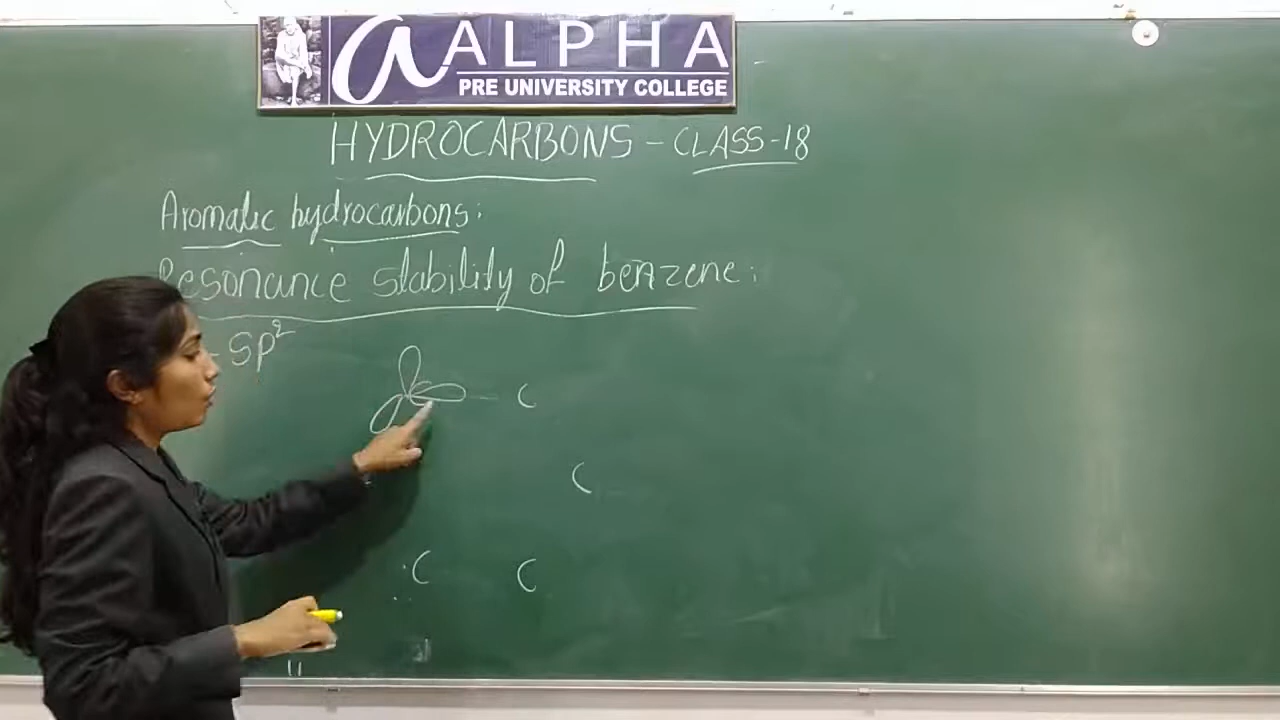 a ALPHA
PRE UNIVERSITY COLLEGE
HYDROCARBONS - CLASS-18
Aromatic hydrocarbons:
Resonance stability of benzene:
- SP²
C C
C
C C